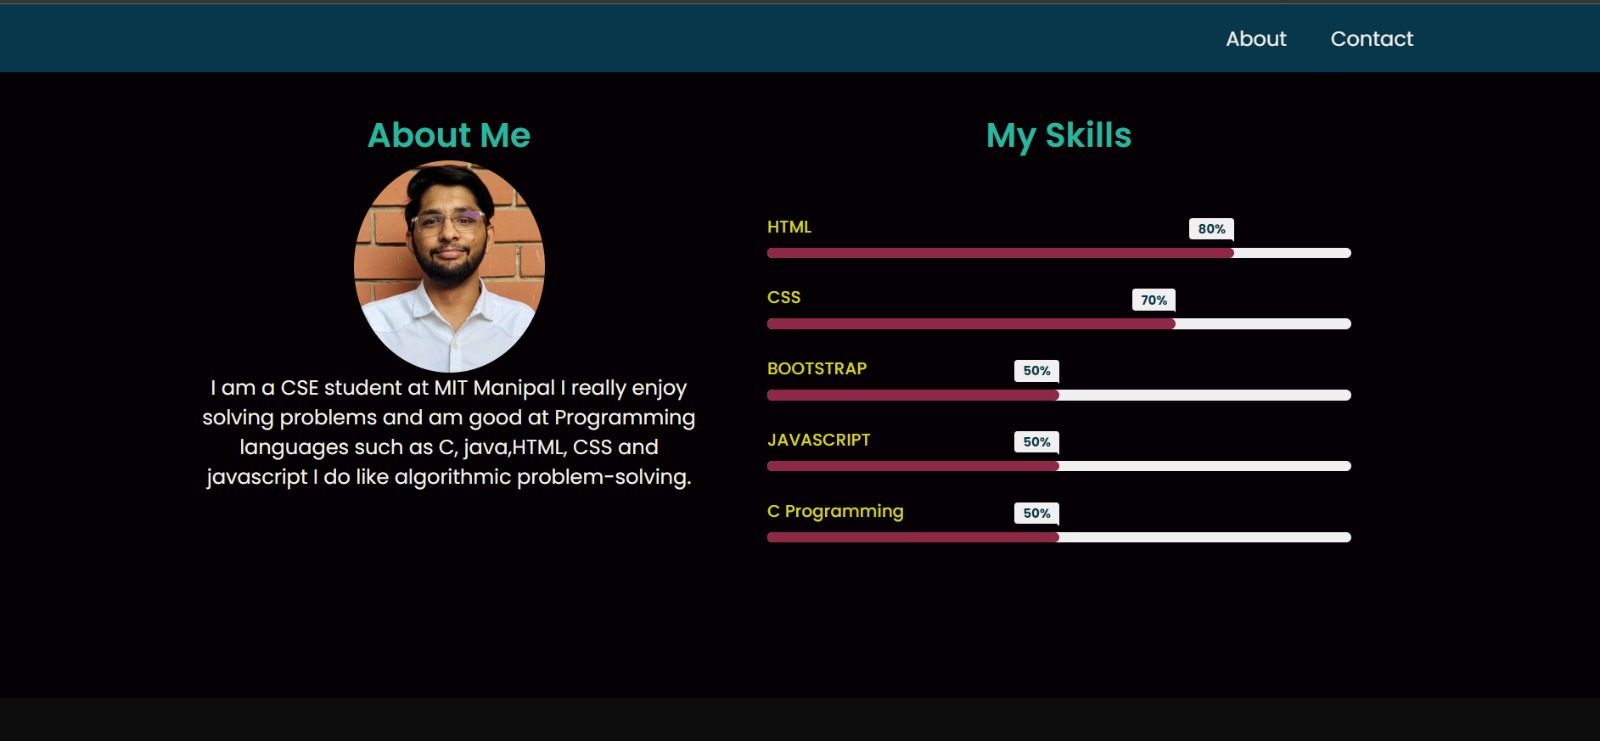 About Contact
About Me
I am a CSE student at MIT Manipal I really enjoy
solving problems and am good at Programming
languages such as C, java,HTML, CSS and
javascript I do like algorithmic problem-solving.
My Skills
HTML 80%
CSS 70%
BOOTSTRAP 50%
JAVASCRIPT 50%
C Programming 50%